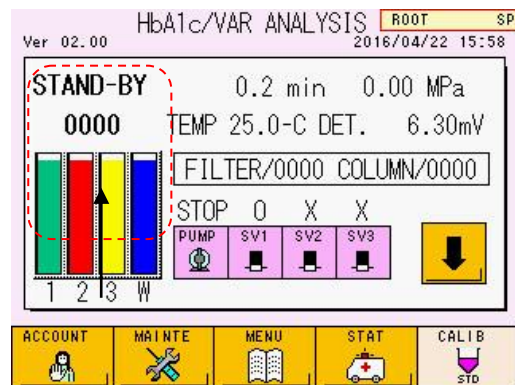 HbA1c/VAR ANALYSIS
ROOT SP
Ver 02.00
2016/04/22 15:58
STAND-BY 0.2 min 0.00 MPa
0000 TEMP 25.0-C DET. 6.30mV
FILTER/0000 COLUMN/0000
STOP O X X
PUMP SV1 SV2 SV3
1 2 3 W
ACCOUNT MAINTE MENU STAT CALIB
STD